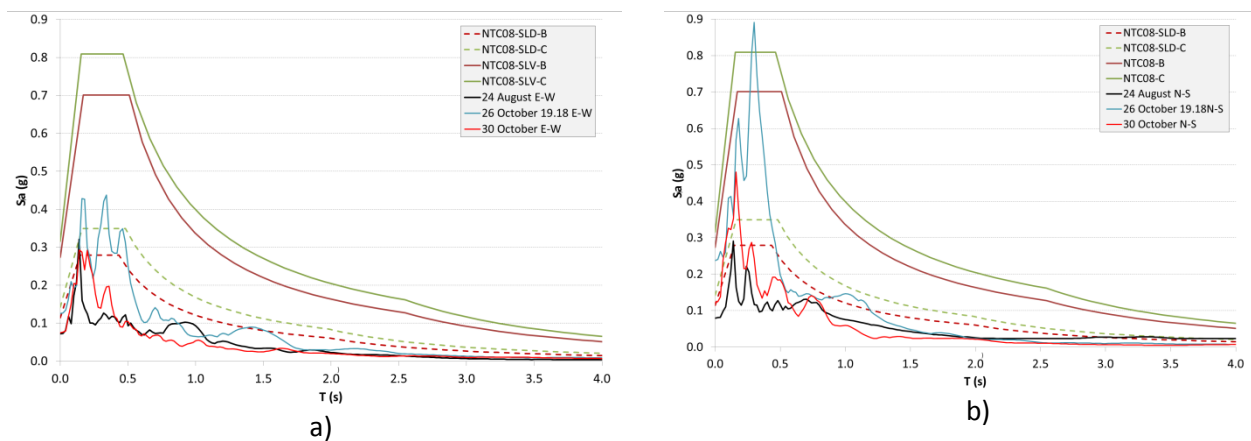 0.9
0.8
0.7
0.6
0.5
0.4
0.3
0.2
0.1
0.0
Sa (g)
0.0 0.5 1.0 1.5 2.0 2.5 3.0 3.5 4.0
T (s)
NTC08-SLD-B
NTC08-SLD-C
NTC08-SLV-B
NTC08-SLV-C
24 August E-W
26 October 19.18 E-W
30 October E-W
a)
0.9
0.8
0.7
0.6
0.5
0.4
0.3
0.2
0.1
0.0
Sa (g)
0.0 0.5 1.0 1.5 2.0 2.5 3.0 3.5 4.0
T (s)
NTC08-SLD-B
NTC08-SLD-C
NTC08-B
NTC08-C
24 August N-S
26 October 19.18N-S
30 October N-S
b)